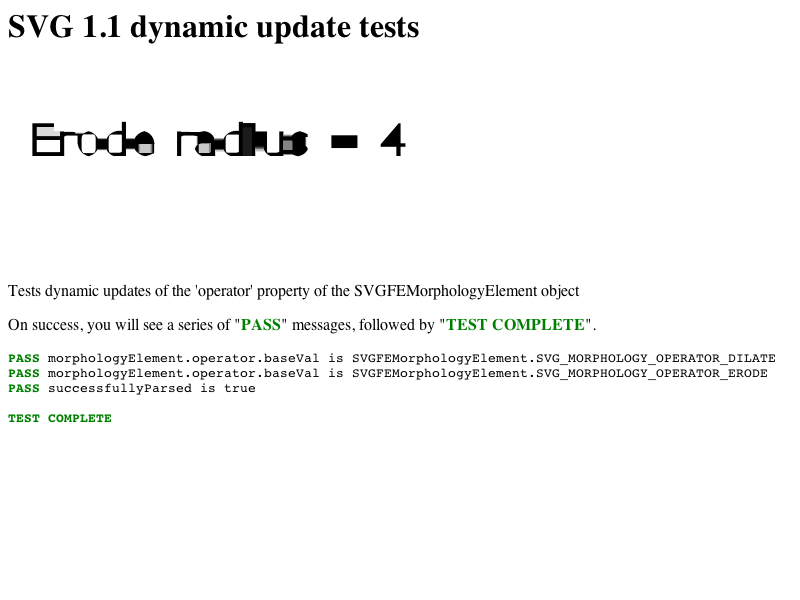 SVG 1.1 dynamic update tests
Erode radius = 4
Tests dynamic updates of the 'operator' property of the SVGFEMorphologyElement object
On success, you will see a series of "PASS" messages, followed by "TEST COMPLETE".
PASS morphologyElement.operator.baseVal is SVGFEMorphologyElement.SVG_MORPHOLOGY_OPERATOR_DILATE
PASS morphologyElement.operator.baseVal is SVGFEMorphologyElement.SVG_MORPHOLOGY_OPERATOR_ERODE
PASS successfullyParsed is true
TEST COMPLETE